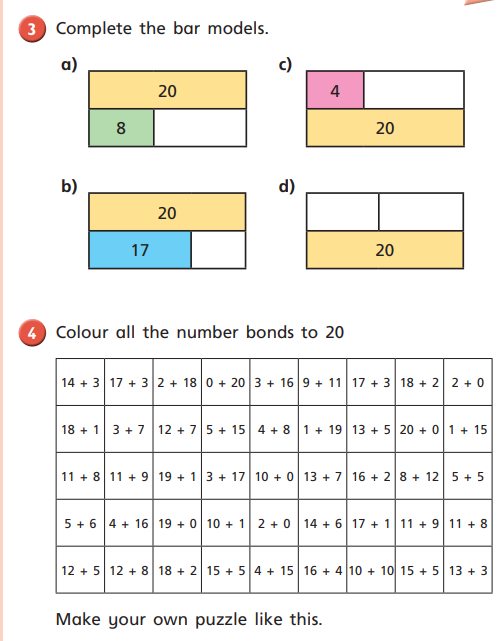 3 Complete the bar models.
a) c)
20 4
8 20
b) d)
20
17 20
4 Colour all the number bonds to 20
14 + 3 17 + 3 2 + 18 0 + 20 3 + 16 9 + 11 17 + 3 18 + 2 2 + 0
18 + 1 3 + 7 12 + 7 5 + 15 4 + 8 1 + 19 13 + 5 20 + 0 1 + 15
11 + 8 11 + 9 19 + 1 3 + 17 10 + 0 13 + 7 16 + 2 8 + 12 5 + 5
5 + 6 4 + 16 19 + 0 10 + 1 2 + 0 14 + 6 17 + 1 11 + 9 11 + 8
12 + 5 12 + 8 18 + 2 15 + 5 4 + 15 16 + 4 10 + 10 15 + 5 13 + 3
Make your own puzzle like this.